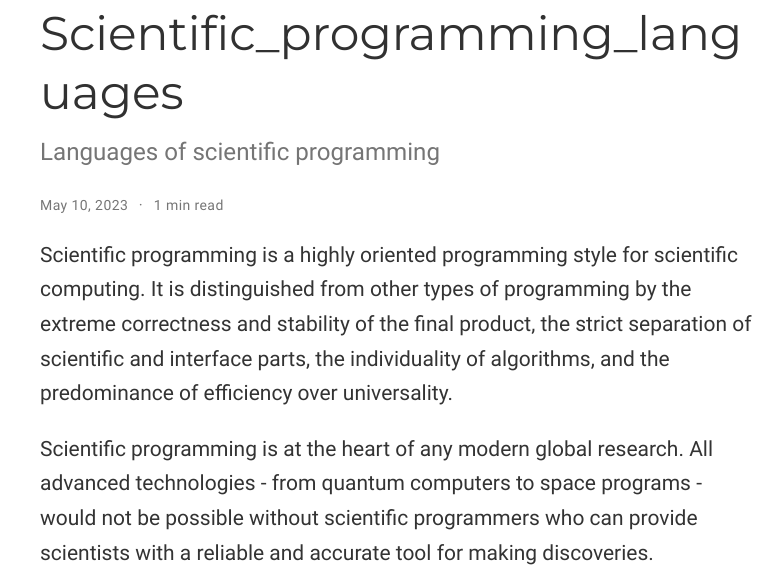 Scientific_programming_lang
uages
Languages of scientific programming
May 10, 2023 · 1 min read
Scientific programming is a highly oriented programming style for scientific
computing. It is distinguished from other types of programming by the
extreme correctness and stability of the final product, the strict separation of
scientific and interface parts, the individuality of algorithms, and the
predominance of efficiency over universality.
Scientific programming is at the heart of any modern global research. All
advanced technologies - from quantum computers to space programs -
would not be possible without scientific programmers who can provide
scientists with a reliable and accurate tool for making discoveries.